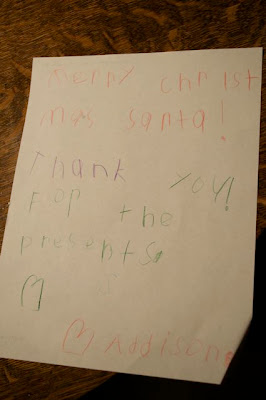 merry christ
mas santa!
Thank you!
For the
presents.
Addison.